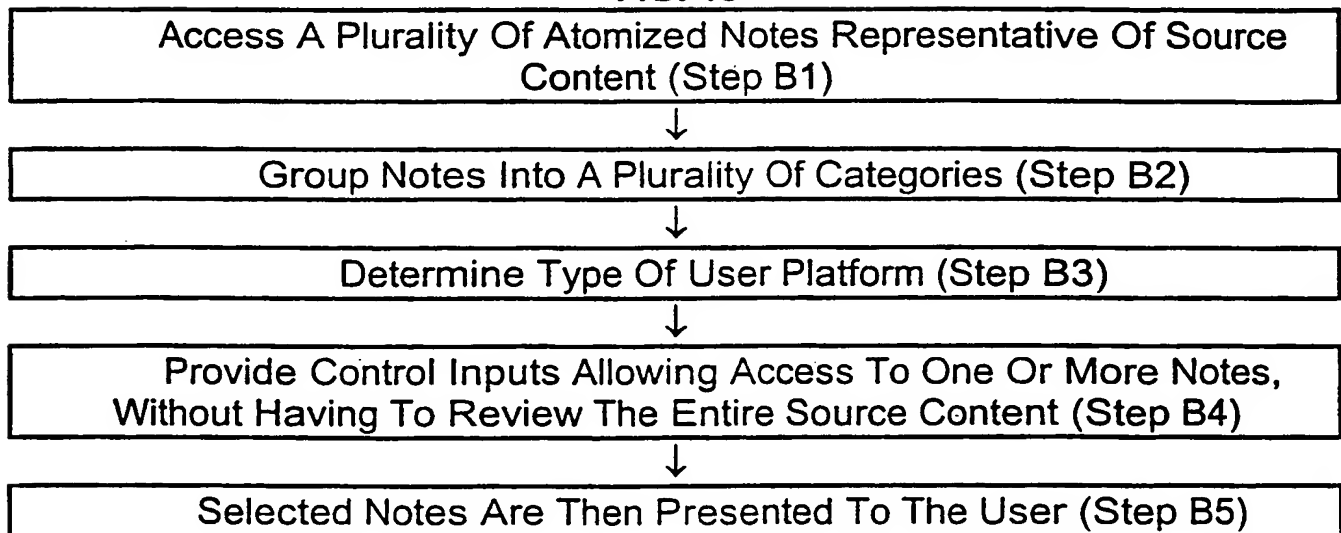 Access A Plurality Of Atomized Notes Representative Of Source
Content (Step B1)
↓
Group Notes Into A Plurality Of Categories (Step B2)
↓
Determine Type Of User Platform (Step B3)
↓
Provide Control Inputs Allowing Access To One Or More Notes,
Without Having To Review The Entire Source Content (Step B4)
↓
Selected Notes Are Then Presented To The User (Step B5)